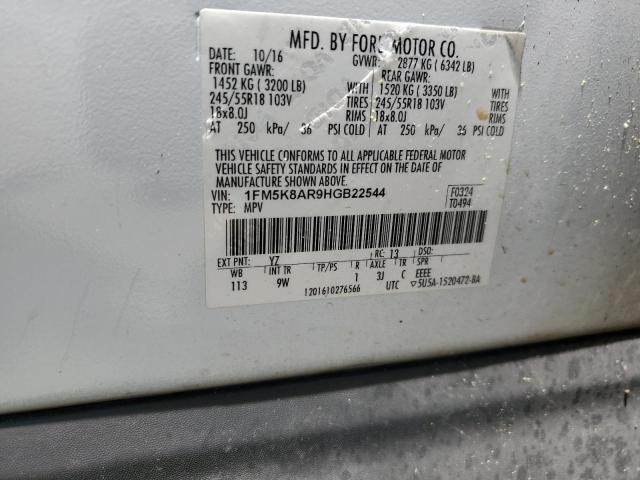 MFD. BY FORD MOTOR CO.
DATE: 10/16 GVWR: 2877 KG ( 6342 LB)
FRONT GAWR: REAR GAWR:
1452 KG ( 3200 LB) WITH 1520 KG ( 3350 LB) WITH
245/55R18 103V TIRES 245/55R18 103V TIRES
18x8.0J RIMS 18x8.0J RIMS
AT 250 kPa/ 36 PSI COLD AT 250 kPa/ 35 PSI COLD
THIS VEHICLE CONFORMS TO ALL APPLICABLE FEDERAL MOTOR
VEHICLE SAFETY STANDARDS IN EFFECT ON THE DATE OF
MANUFACTURE SHOWN ABOVE.
VIN: 1FM5K8AR9HGB22544 F0324
TYPE: MPV T0494
EXT PNT: YZ RC: 13 DSO:
WB INT TR TP/PS R AXLE TR SPR
113 9W 1 3J C EEEE
1201610276566 UTC ▽5U5A-1520472-BA